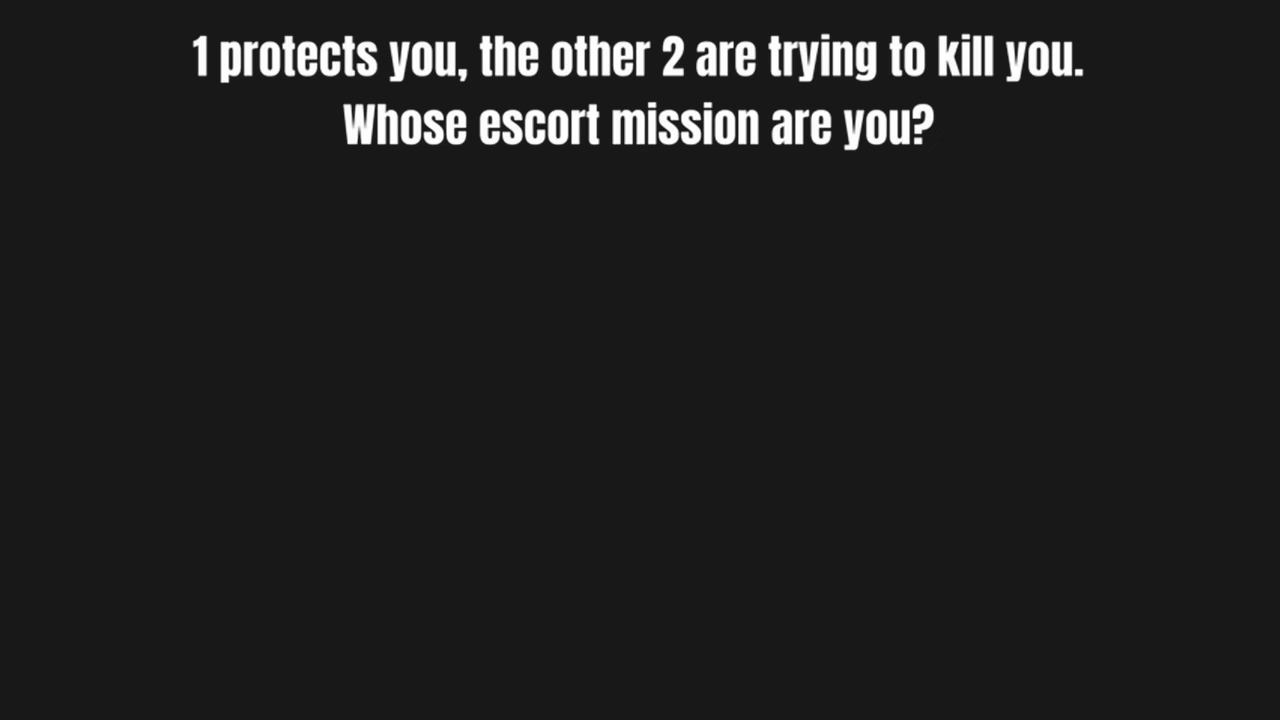 1 protects you, the other 2 are trying to kill you.
Whose escort mission are you?